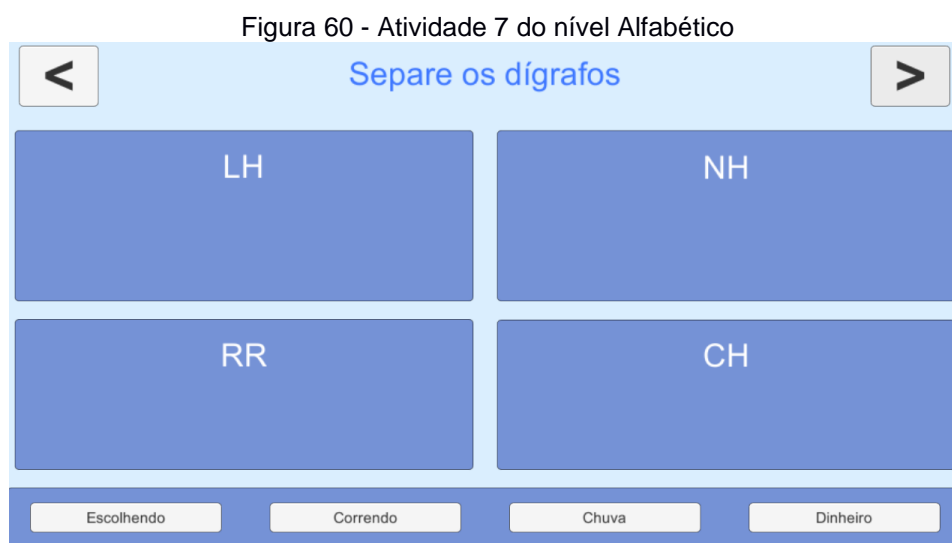 Figura 60 - Atividade 7 do nível Alfabético
< Separe os dígrafos >
LH NH
RR CH
Escolhendo Correndo Chuva Dinheiro